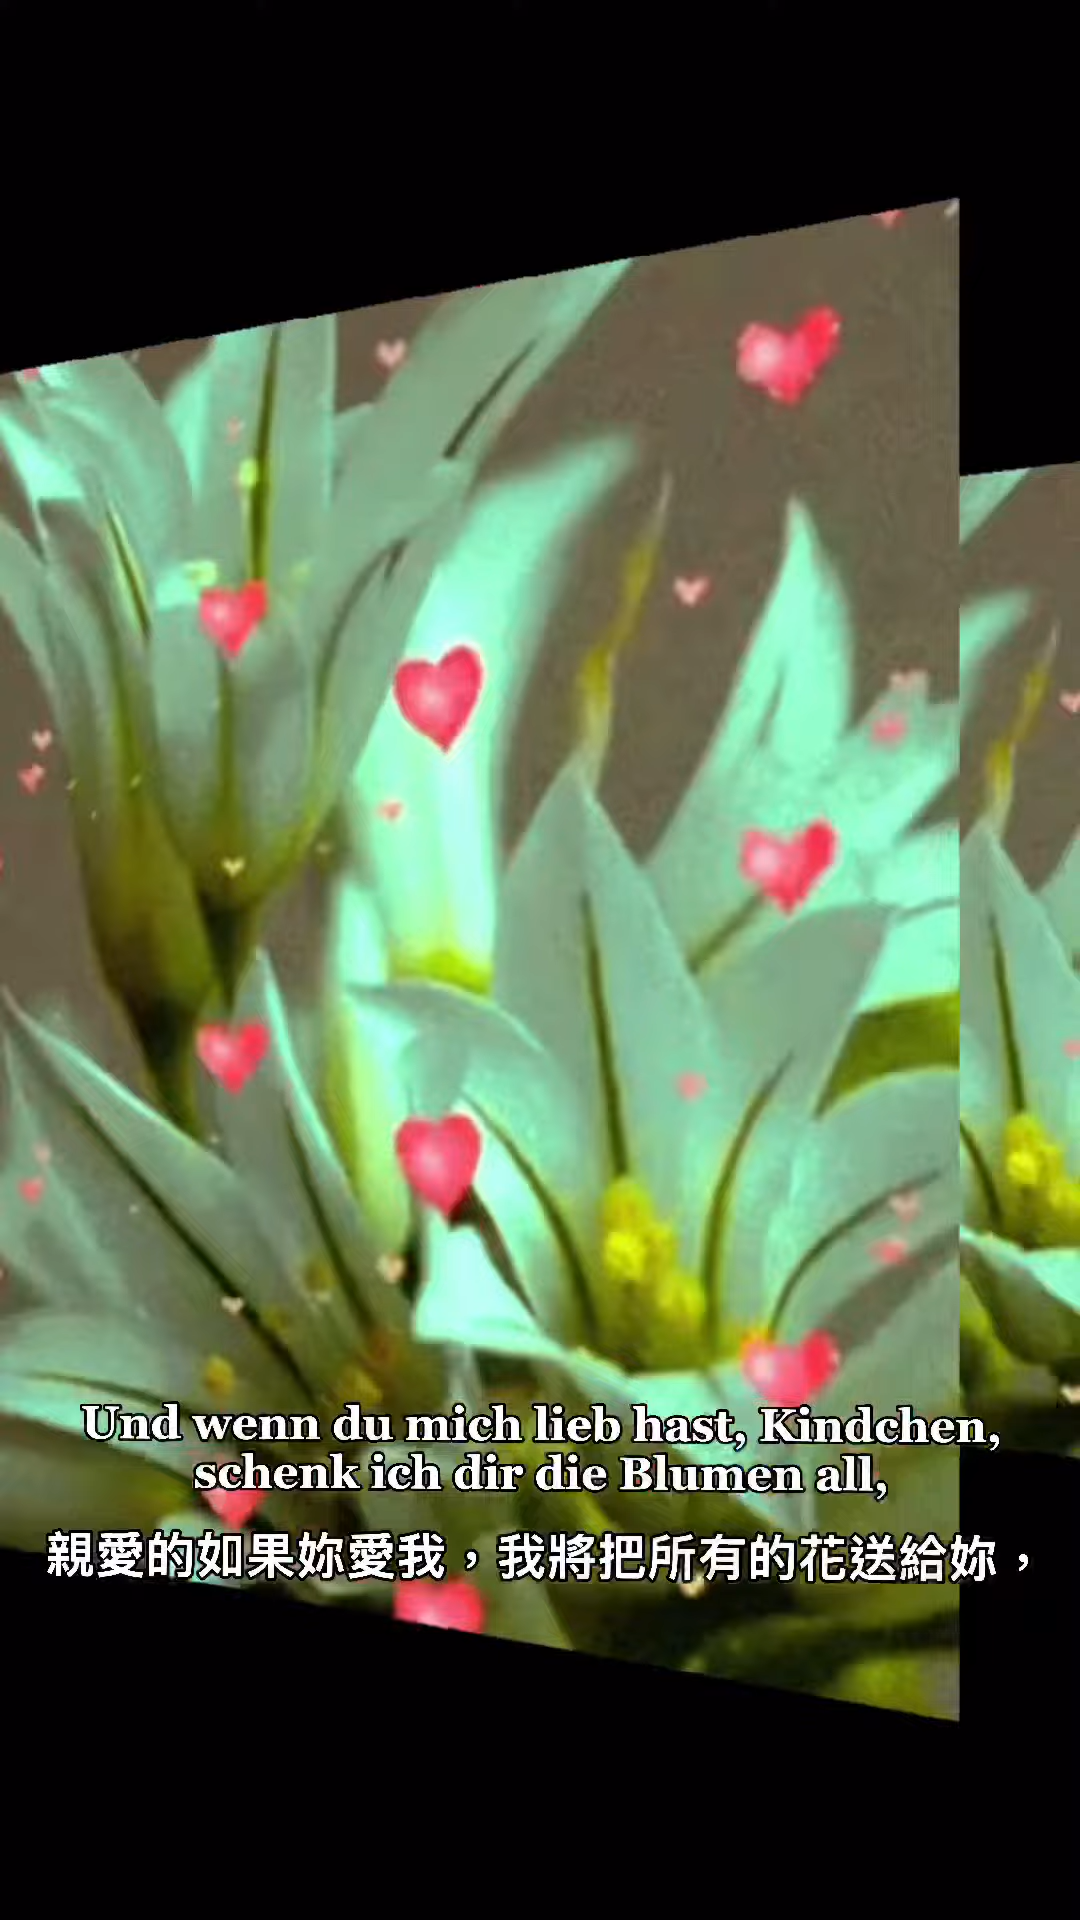 Und wenn du mich lieb hast, Kindchen,
schenk ich dir die Blumen all,
親愛的如果妳愛我，我將把所有的花送給妳，